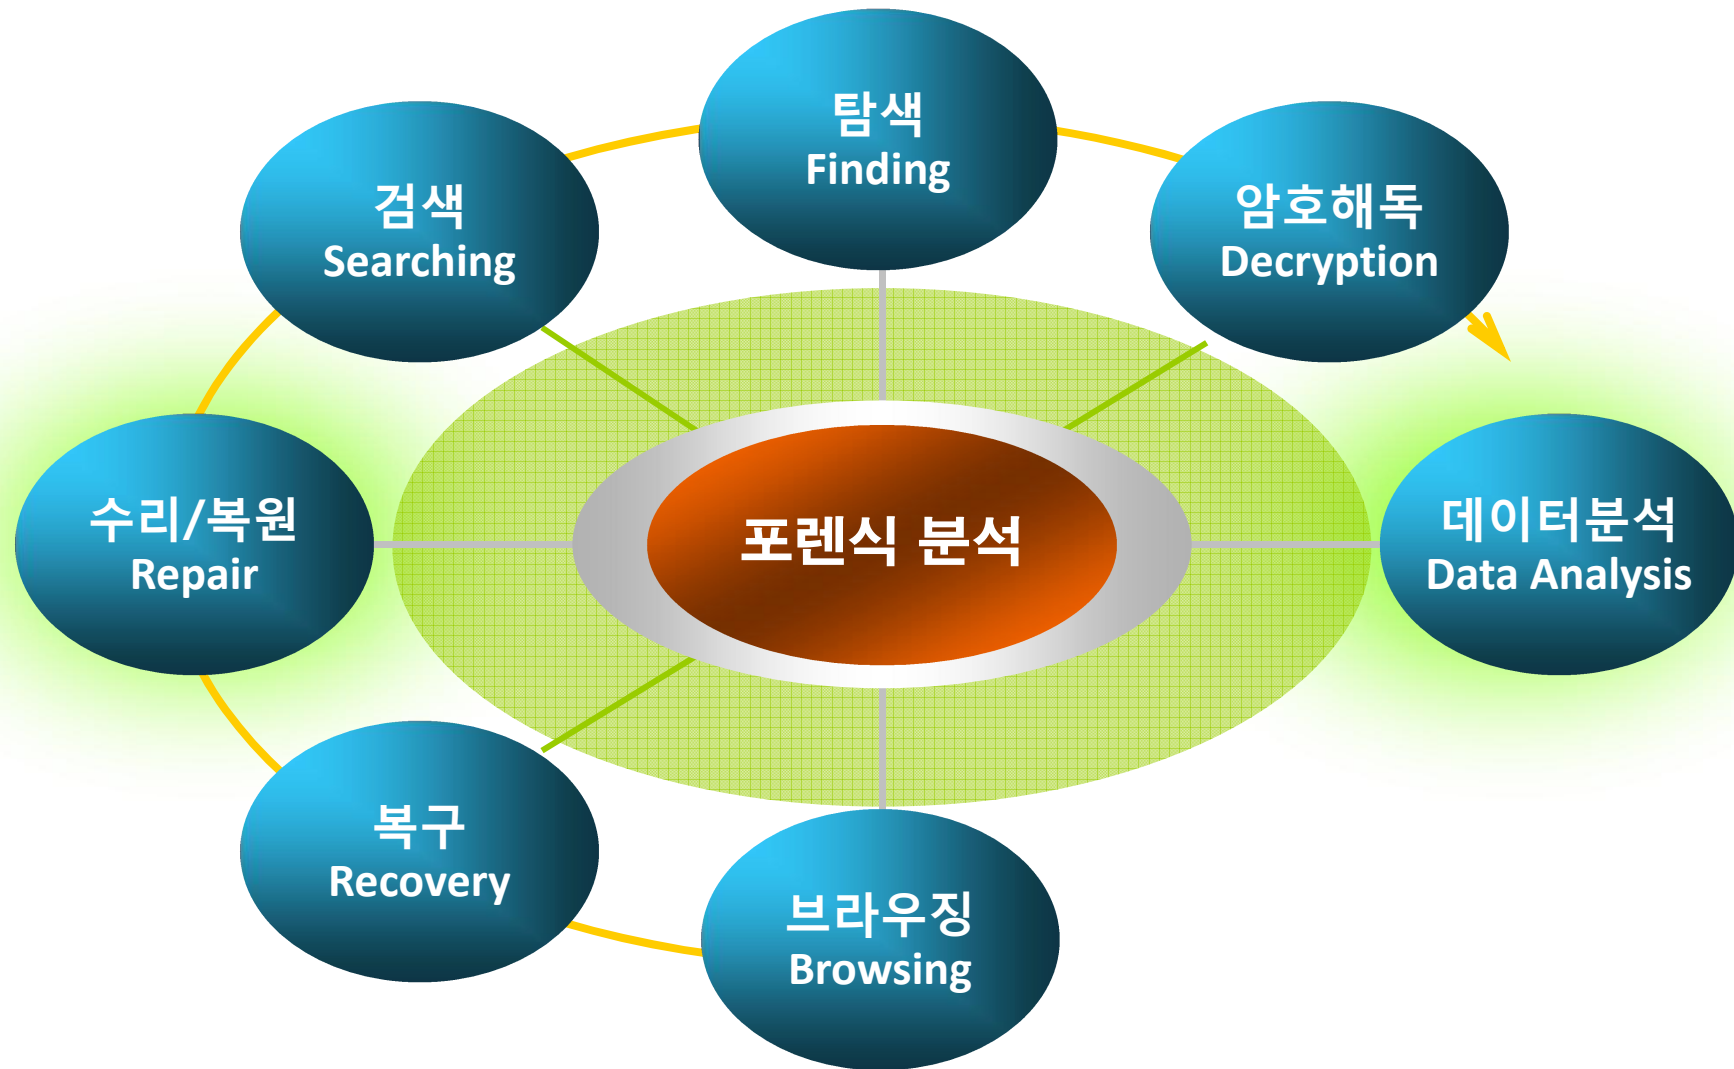 탐색
Finding
검색
Searching
암호해독
Decryption
수리/복원
Repair
포렌식 분석
데이터분석
Data Analysis
복구
Recovery
브라우징
Browsing